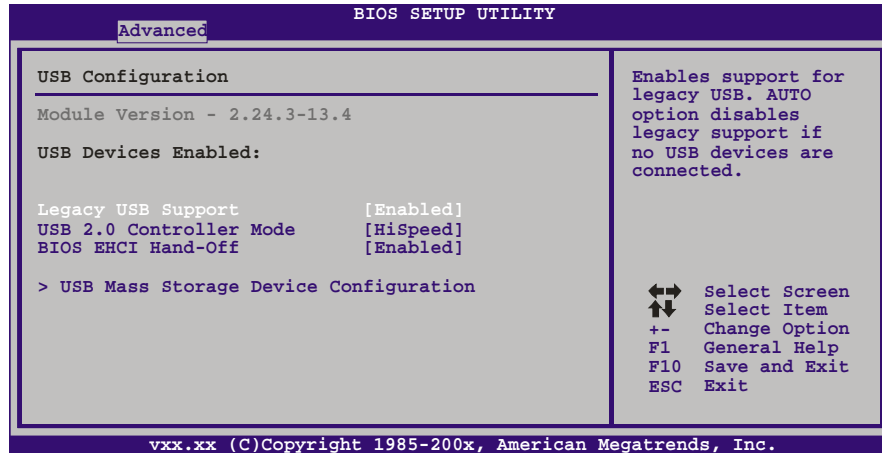 BIOS SETUP UTILITY
Advanced
USB Configuration
Module Version - 2.24.3-13.4
USB Devices Enabled:
Legacy USB Support [Enabled]
USB 2.0 Controller Mode [HiSpeed]
BIOS EHCI Hand-Off [Enabled]
> USB Mass Storage Device Configuration
Enables support for
legacy USB. AUTO
option disables
legacy support if
no USB devices are
connected.
Select Screen
Select Item
+- Change Option
F1 General Help
F10 Save and Exit
ESC Exit
vxx.xx (C)Copyright 1985-200x, American Megatrends, Inc.